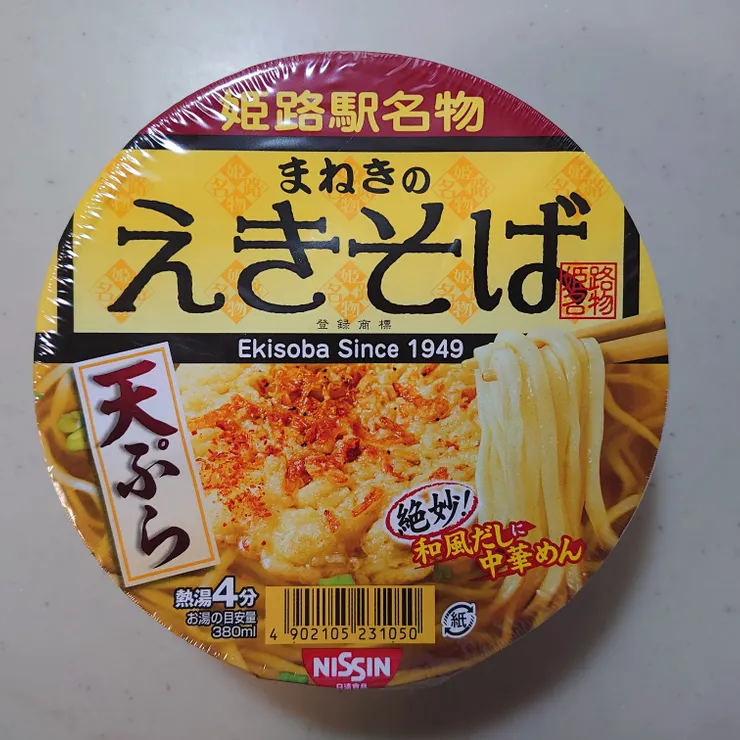 姫路駅名物
まねきの
えきそば
姫路
名物
登録商標
Ekisoba Since 1949
天ぷら
絶妙!
和風だしに
中華めん
熱湯4分
お湯の目安量
380ml
4 902105 231050
紙
NISSIN
日清食品